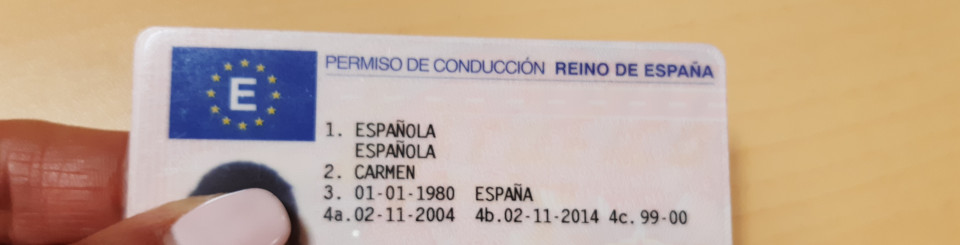 E
PERMISO DE CONDUCCIÓN REINO DE ESPAÑA
1. ESPAÑOLA
ESPAÑOLA
2. CARMEN
3. 01-01-1980 ESPAÑA
4a.02-11-2004 4b.02-11-2014 4c.99-00